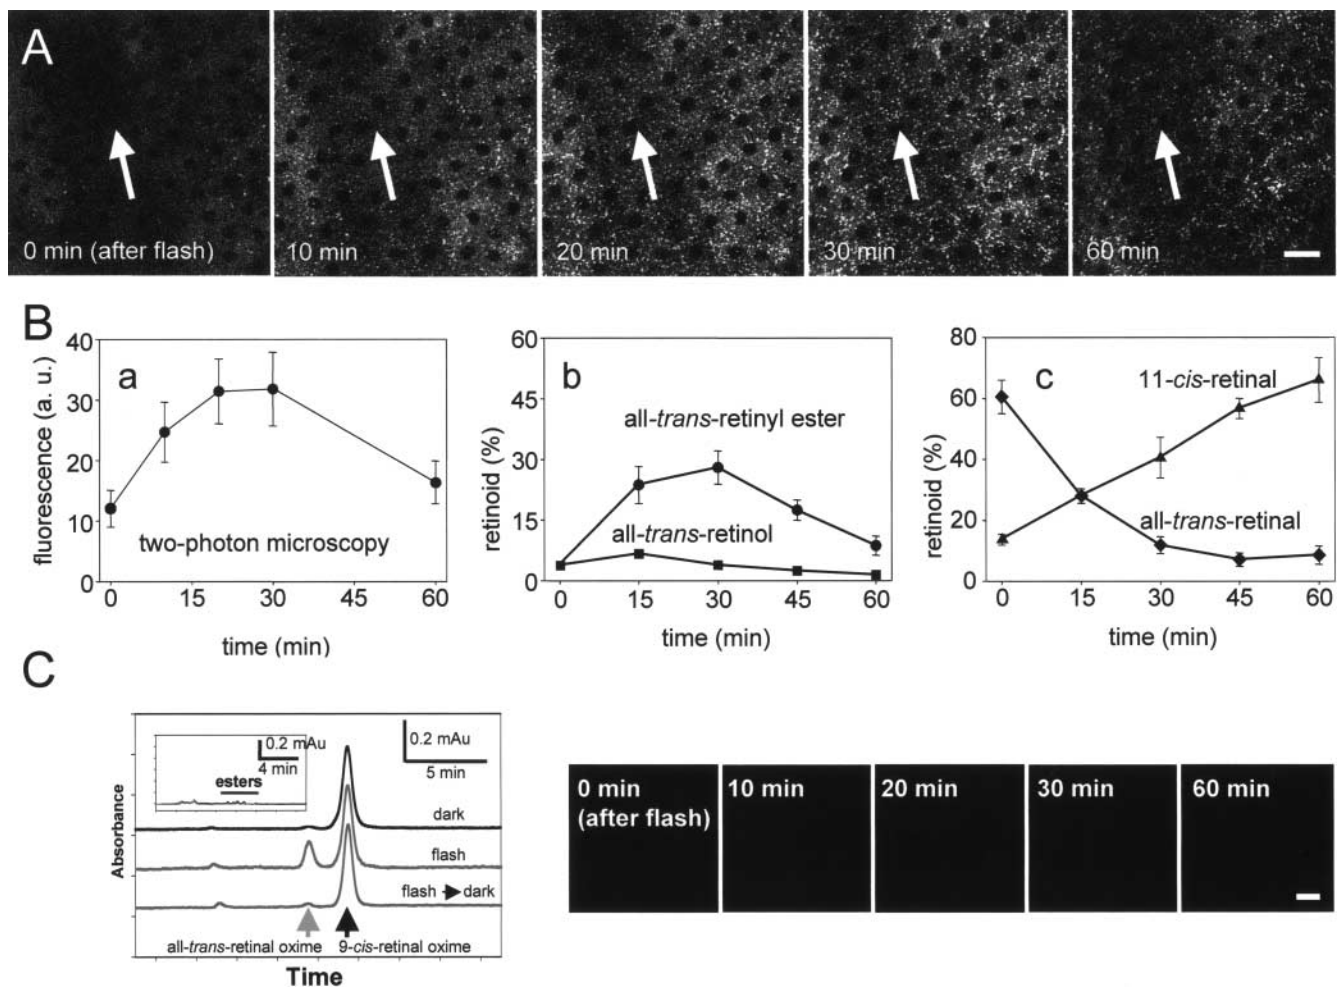 A
0 min (after flash)
10 min
20 min
30 min
60 min
B
a
fluorescence (a. u.)
40
30
20
10
0
two-photon microscopy
0 15 30 45 60
time (min)
b
retinoid (%)
60
45
30
15
0
all-trans-retinyl ester
all-trans-retinol
0 15 30 45 60
time (min)
c
retinoid (%)
80
60
40
20
0
11-cis-retinal
all-trans-retinal
0 15 30 45 60
time (min)
C
Absorbance
0.2 mAu
4 min
esters
0.2 mAu
5 min
dark
flash
flash dark
all-trans-retinal oxime
9-cis-retinal oxime
Time
0 min
(after flash)
10 min
20 min
30 min
60 min